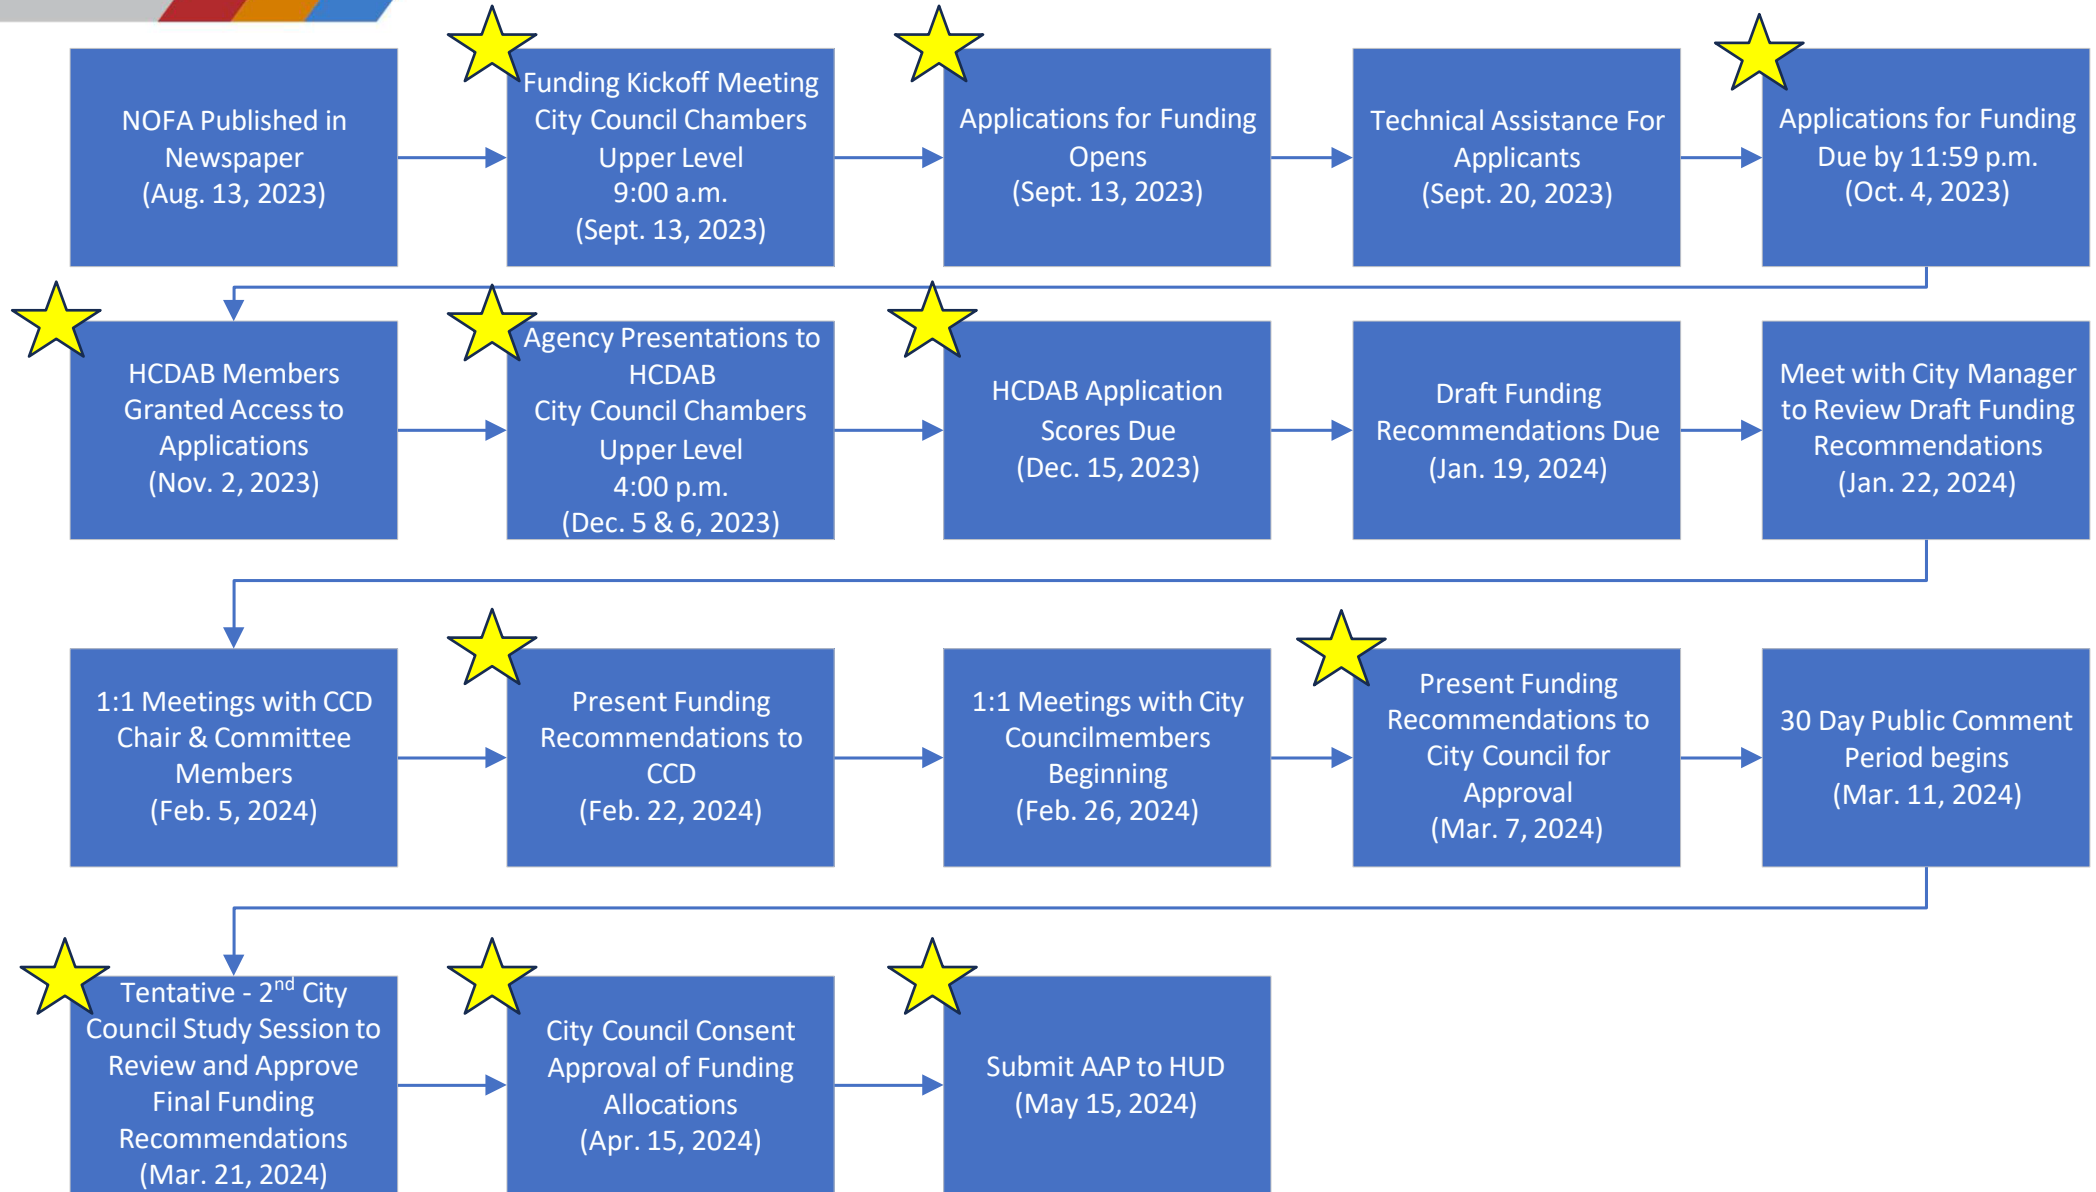 NOFA Published in
Newspaper
(Aug. 13, 2023)
Funding Kickoff Meeting
City Council Chambers
Upper Level
9:00 a.m.
(Sept. 13, 2023)
Applications for Funding
Opens
(Sept. 13, 2023)
Technical Assistance For
Applicants
(Sept. 20, 2023)
Applications for Funding
Due by 11:59 p.m.
(Oct. 4, 2023)
HCDAB Members
Granted Access to
Applications
(Nov. 2, 2023)
Agency Presentations to
HCDAB
City Council Chambers
Upper Level
4:00 p.m.
(Dec. 5 & 6, 2023)
HCDAB Application
Scores Due
(Dec. 15, 2023)
Draft Funding
Recommendations Due
(Jan. 19, 2024)
Meet with City Manager
to Review Draft Funding
Recommendations
(Jan. 22, 2024)
1:1 Meetings with CCD
Chair & Committee
Members
(Feb. 5, 2024)
Present Funding
Recommendations to
CCD
(Feb. 22, 2024)
1:1 Meetings with City
Councilmembers
Beginning
(Feb. 26, 2024)
Present Funding
Recommendations to
City Council for
Approval
(Mar. 7, 2024)
30 Day Public Comment
Period begins
(Mar. 11, 2024)
Tentative - 2nd City
Council Study Session to
Review and Approve
Final Funding
Recommendations
(Mar. 21, 2024)
City Council Consent
Approval of Funding
Allocations
(Apr. 15, 2024)
Submit AAP to HUD
(May 15, 2024)